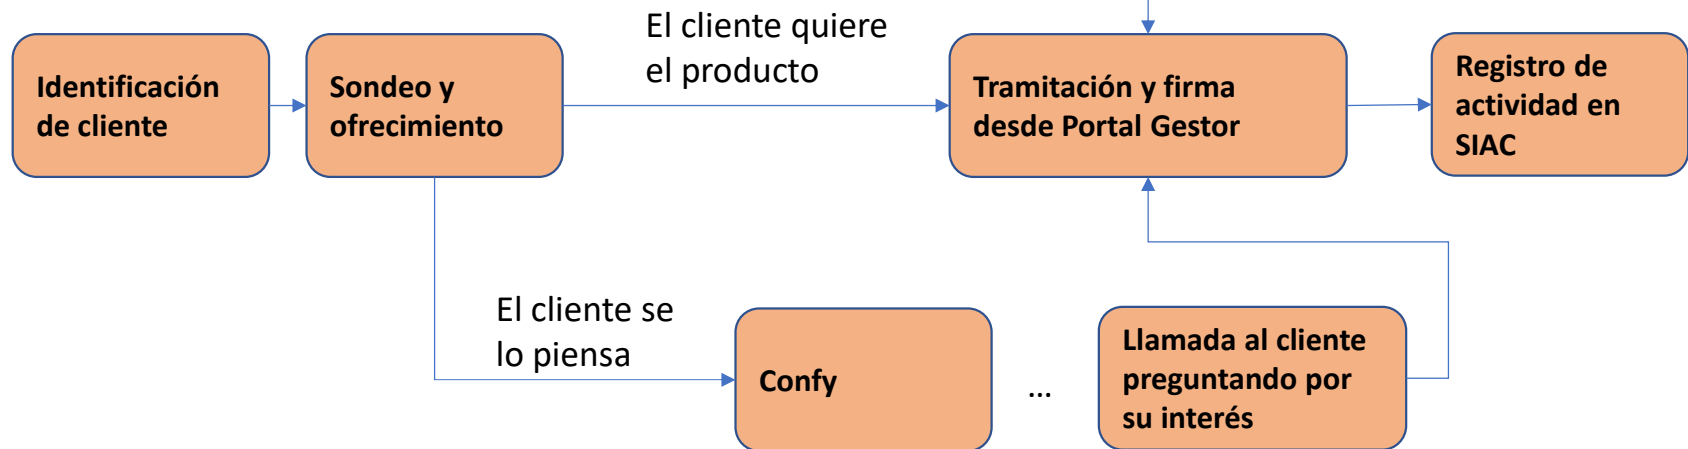 Identificación
de cliente
Sondeo y
ofrecimiento
El cliente quiere
el producto
Tramitación y firma
desde Portal Gestor
Registro de
actividad en
SIAC
El cliente se
lo piensa
Confy
...
Llamada al cliente
preguntando por
su interés